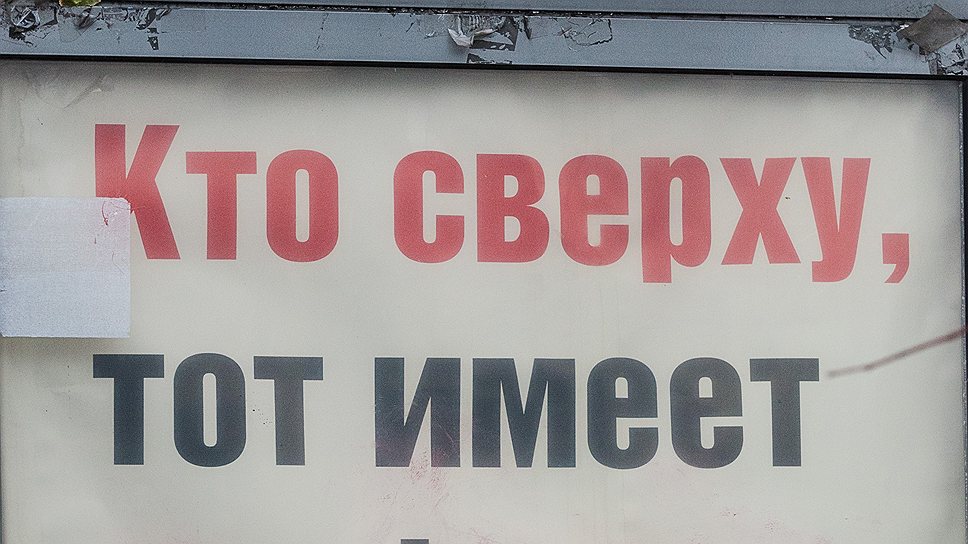 Кто сверху,
тот имеет